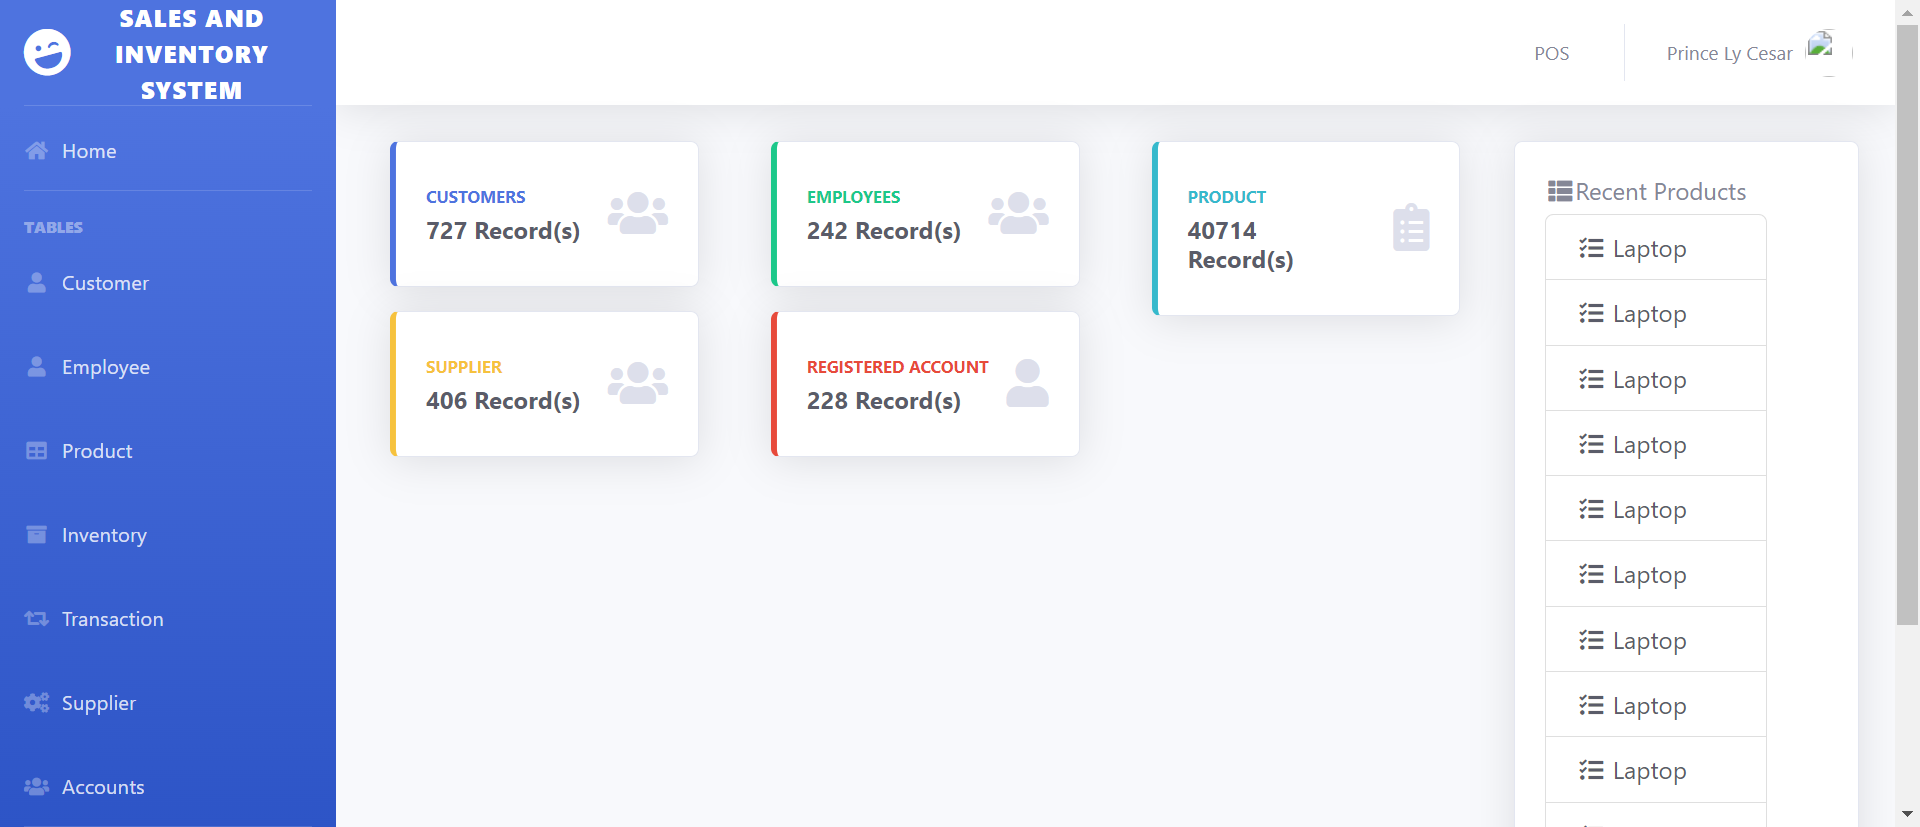 SALES AND
INVENTORY
SYSTEM
Home
TABLES
Customer
Employee
Product
Inventory
Transaction
Supplier
Accounts
POS
Prince Ly Cesar
CUSTOMERS
727 Record(s)
EMPLOYEES
242 Record(s)
PRODUCT
40714
Record(s)
SUPPLIER
406 Record(s)
REGISTERED ACCOUNT
228 Record(s)
Recent Products
Laptop
Laptop
Laptop
Laptop
Laptop
Laptop
Laptop
Laptop
Laptop